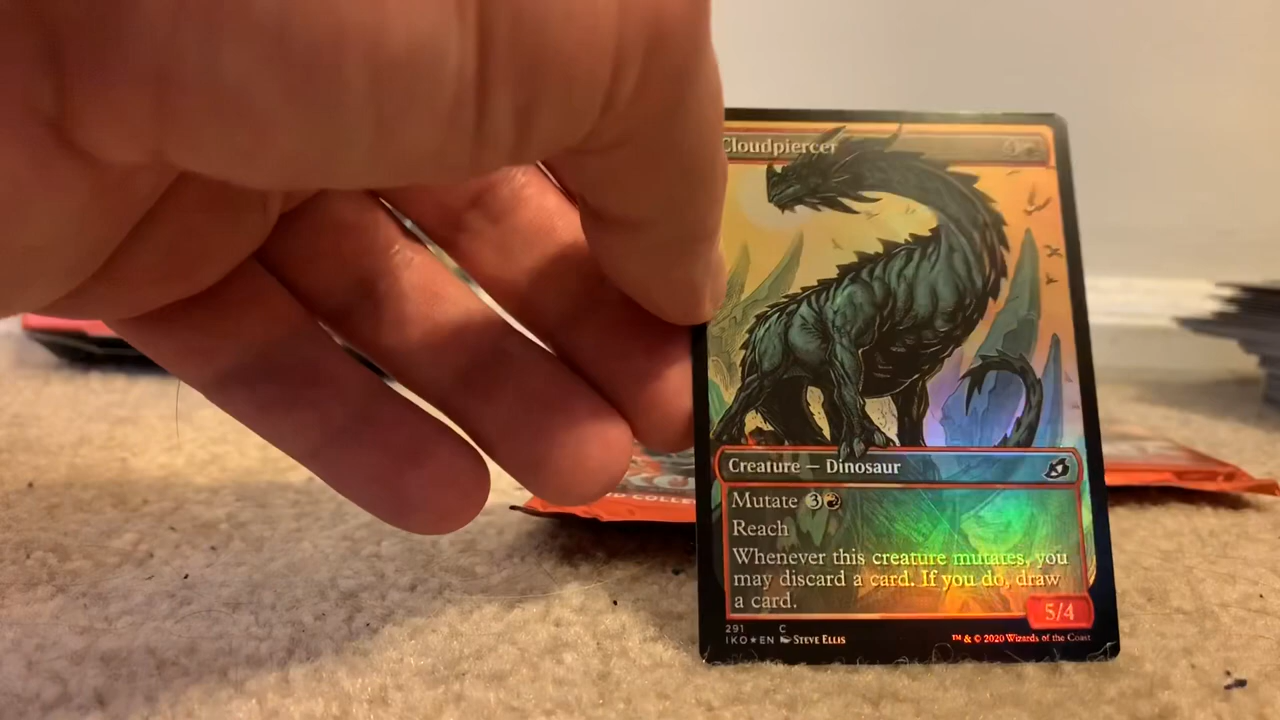 Cloudpiercer
Creature — Dinosaur
Mutate 3
Reach
Whenever this creature mutates, you
may discard a card. If you do, draw
a card.
5/4
291 C
IKO★EN STEVE ELLIS
™ & © 2020 Wizards of the Coast